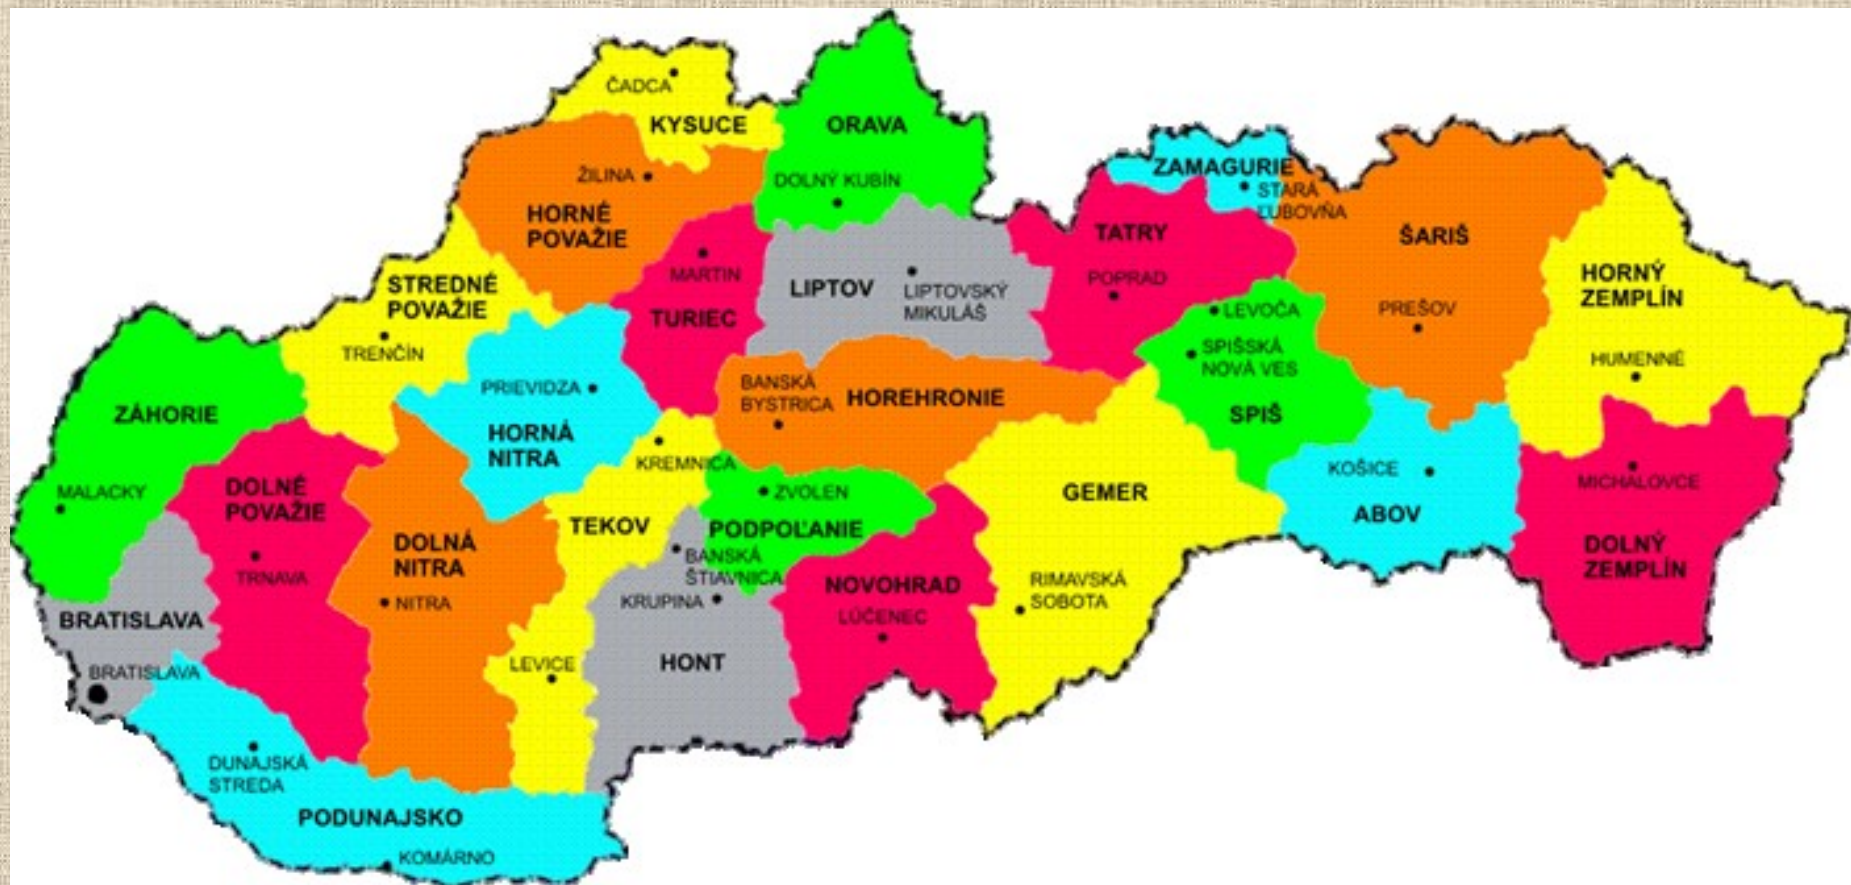 ČADCA
KYSUCE
ORAVA
ŽILINA
DOLNÝ KUBÍN
HORNÉ
POVAŽIE
ZAMAGURIE
STARÁ
ĽUBOVŇA
TATRY
ŠARIŠ
MARTIN
TURIEC
LIPTOV
LIPTOVSKÝ
MIKULÁŠ
POPRAD
LEVOČA
PREŠOV
HORNÝ
ZEMPLÍN
STREDNÉ
POVAŽIE
TRENČÍN
SPIŠSKÁ
NOVÁ VES
HUMENNÉ
PRIEVIDZA
BANSKÁ
BYSTRICA
HOREHRONIE
SPIŠ
ZÁHORIE
HORNÁ
NITRA
KREMNICA
KOŠICE
MICHALOVCE
MALACKY
DOLNÉ
POVAŽIE
ZVOLEN
GEMER
ABOV
TEKOV
PODPOĽANIE
DOLNÁ
NITRA
BANSKÁ
ŠTIAVNICA
DOLNÝ
ZEMPLÍN
TRNAVA
NITRA
KRUPINA
NOVOHRAD
LÚČENEC
RIMAVSKÁ
SOBOTA
BRATISLAVA
BRATISLAVA
LEVICE
HONT
DUNAJSKÁ
STREDA
PODUNAJSKO
KOMÁRNO